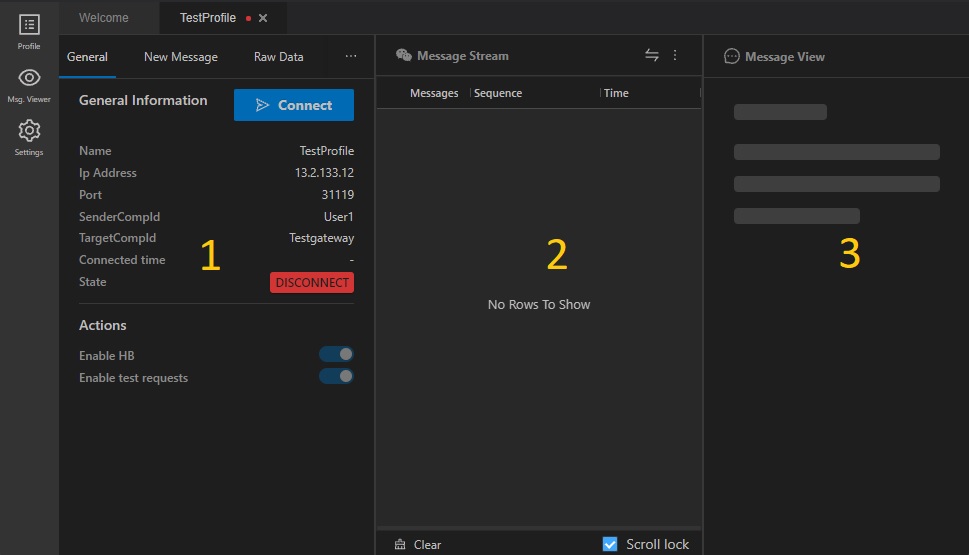 Welcome
TestProfile
Profile
Msg. Viewer
Settings
General New Message Raw Data ...
General Information
Connect
Name TestProfile
Ip Address 13.2.133.12
Port 31119
SenderCompId User1
TargetCompId Testgateway
Connected time -
State DISCONNECT
1
Actions
Enable HB
Enable test requests
Message Stream
Messages Sequence Time
2
No Rows To Show
Clear Scroll lock
Message View
3